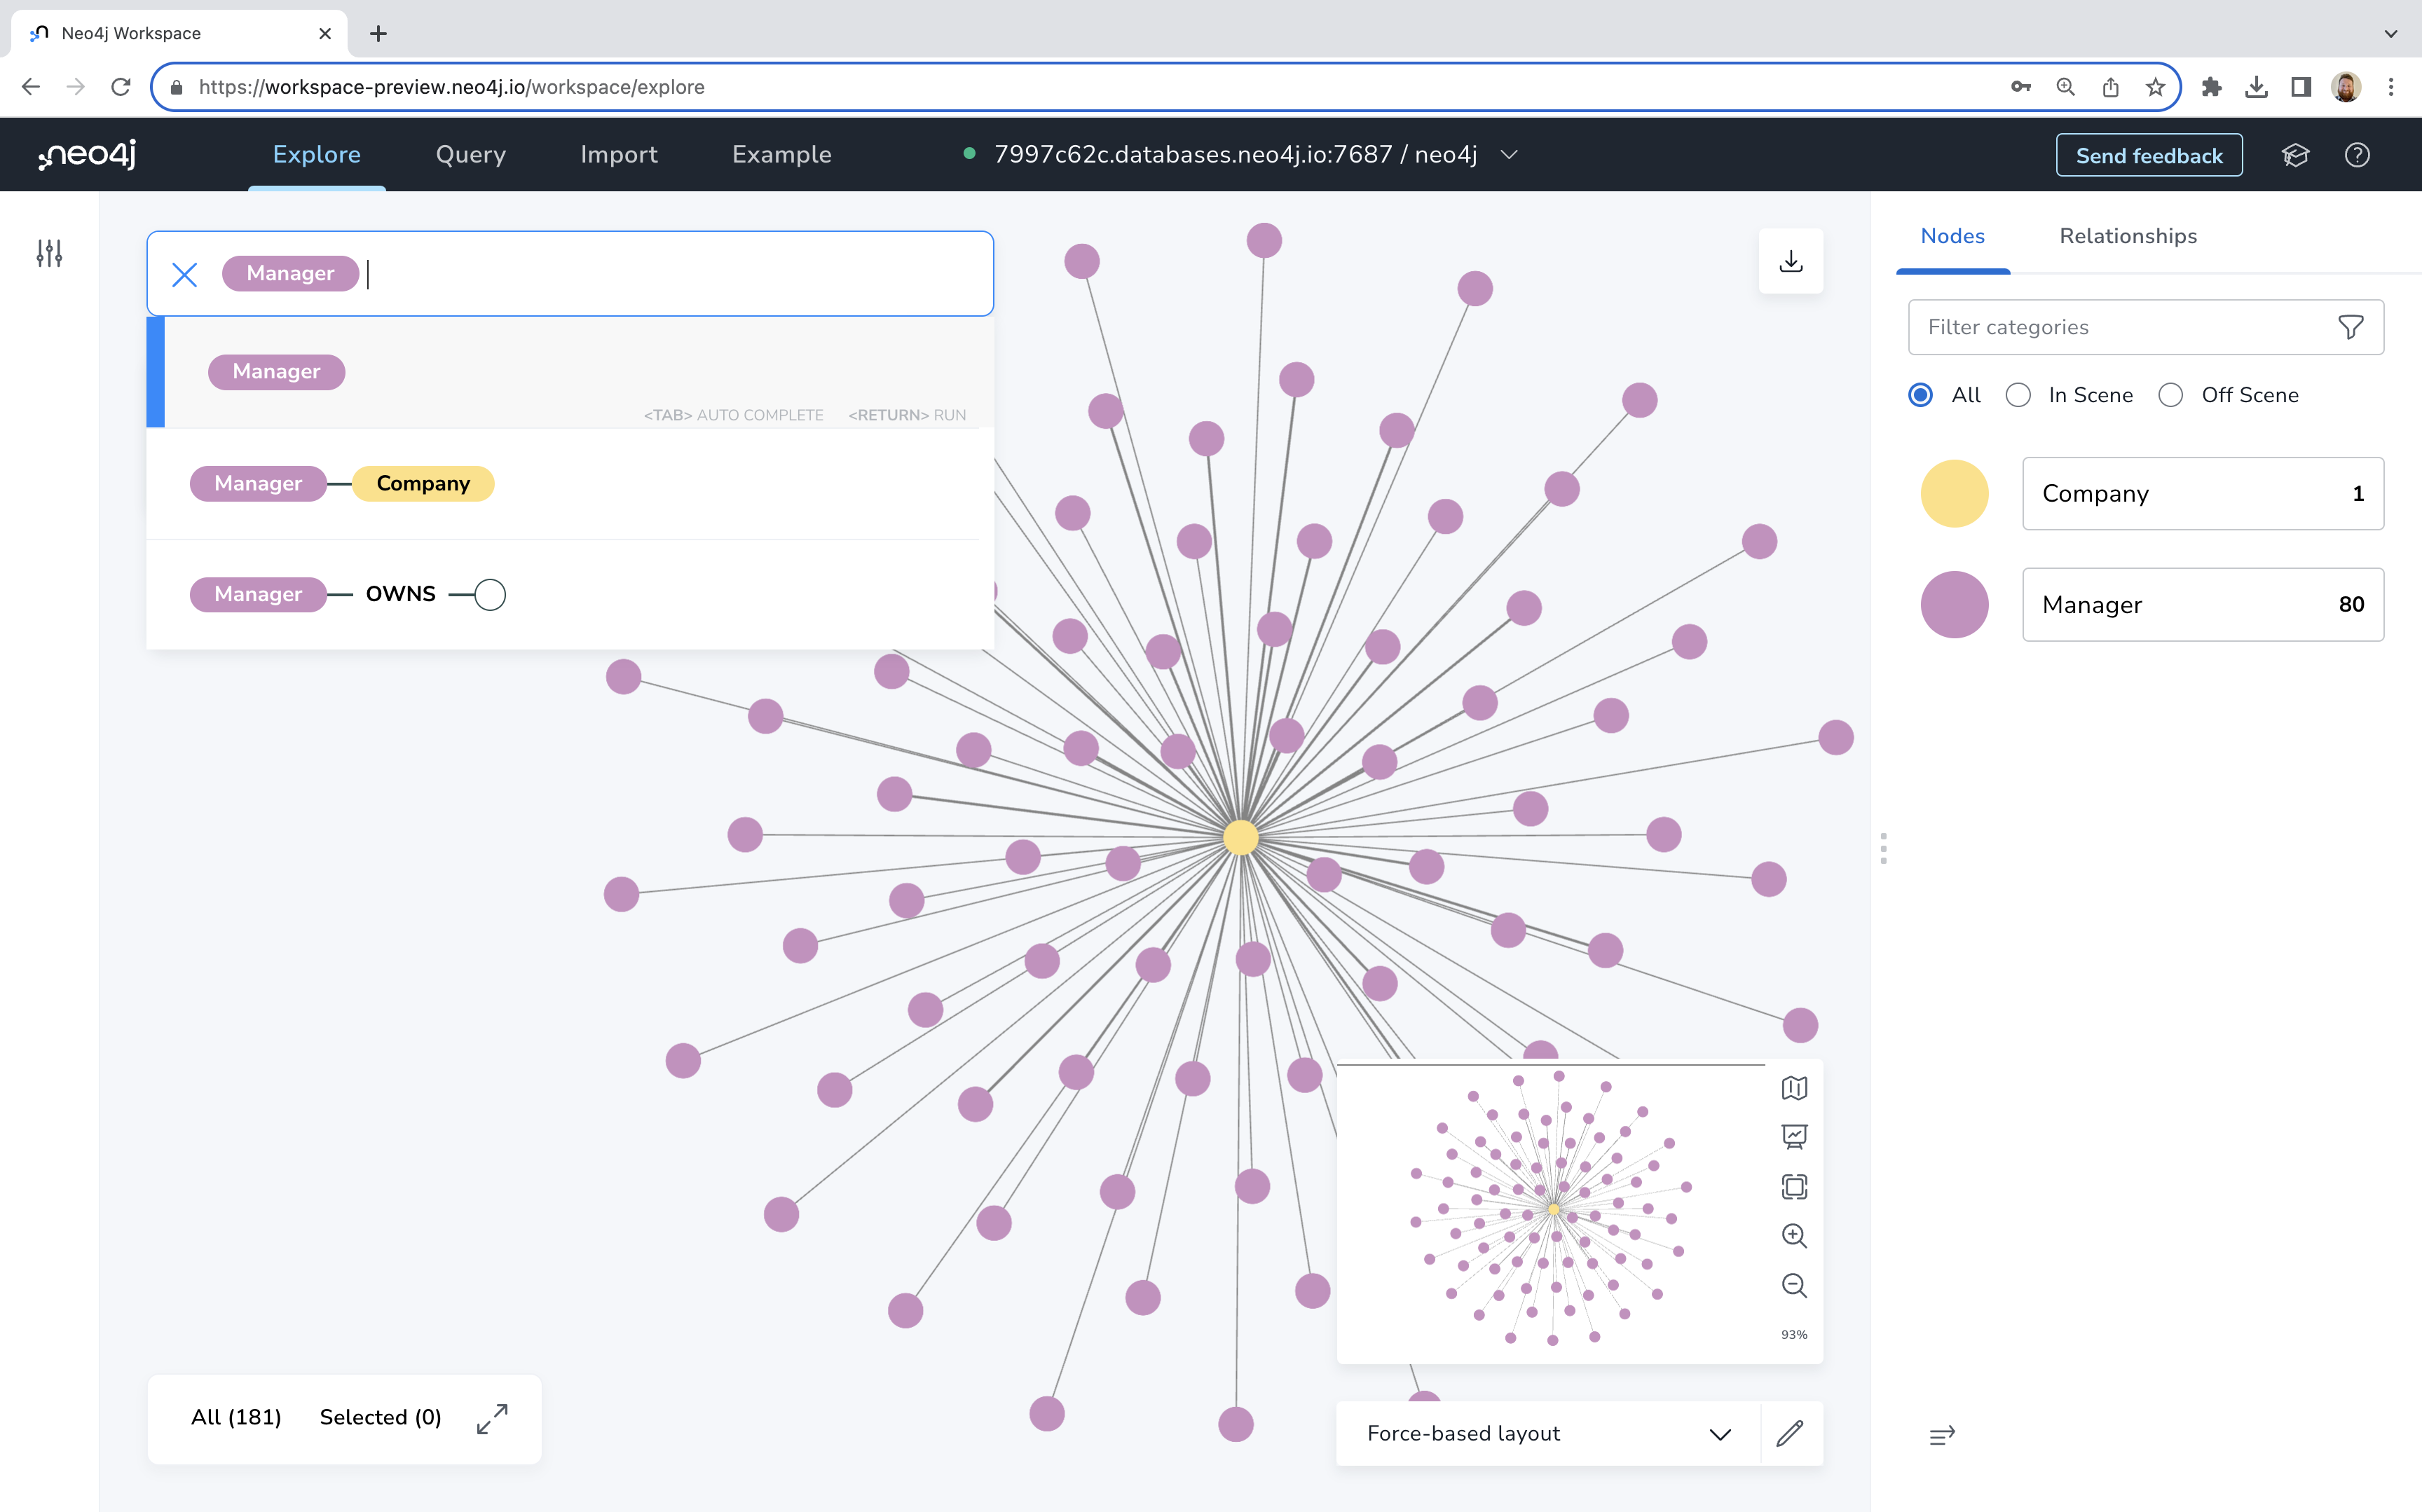 Neo4j Workspace
https://workspace-preview.neo4j.io/workspace/explore
neo4j
Explore
Query
Import
Example
7997c62c.databases.neo4j.io:7687 / neo4j
Send feedback
Manager
Manager
<TAB> AUTO COMPLETE <RETURN> RUN
Manager Company
Manager OWNS
Nodes
Relationships
Filter categories
All In Scene Off Scene
Company 1
Manager 80
93%
All (181) Selected (0)
Force-based layout